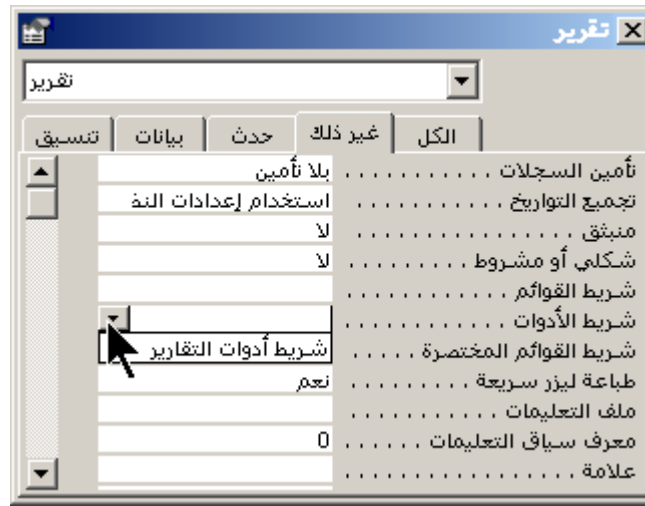 تقرير
تقرير
تنسيق بيانات حدث غير ذلك الكل
تأمين السجلات . . . . . . . . . . . بلا تأمين
تجميع التواريخ . . . . . . . . . . . استخدام إعدادات النذ
منبثق . . . . . . . . . . . . . . . لا
شكلي أو مشروط . . . . . . . . . لا
شريط القوائم . . . . . . . . . . . .
شريط الأدوات . . . . . . . . . . . .
شريط القوائم المختصرة . . . . . شريط أدوات التقارير
طباعة ليزر سريعة . . . . . . . . . نعم
ملف التعليمات . . . . . . . . . . .
معرف سياق التعليمات . . . . . . 0
علامة . . . . . . . . . . . . . . . .